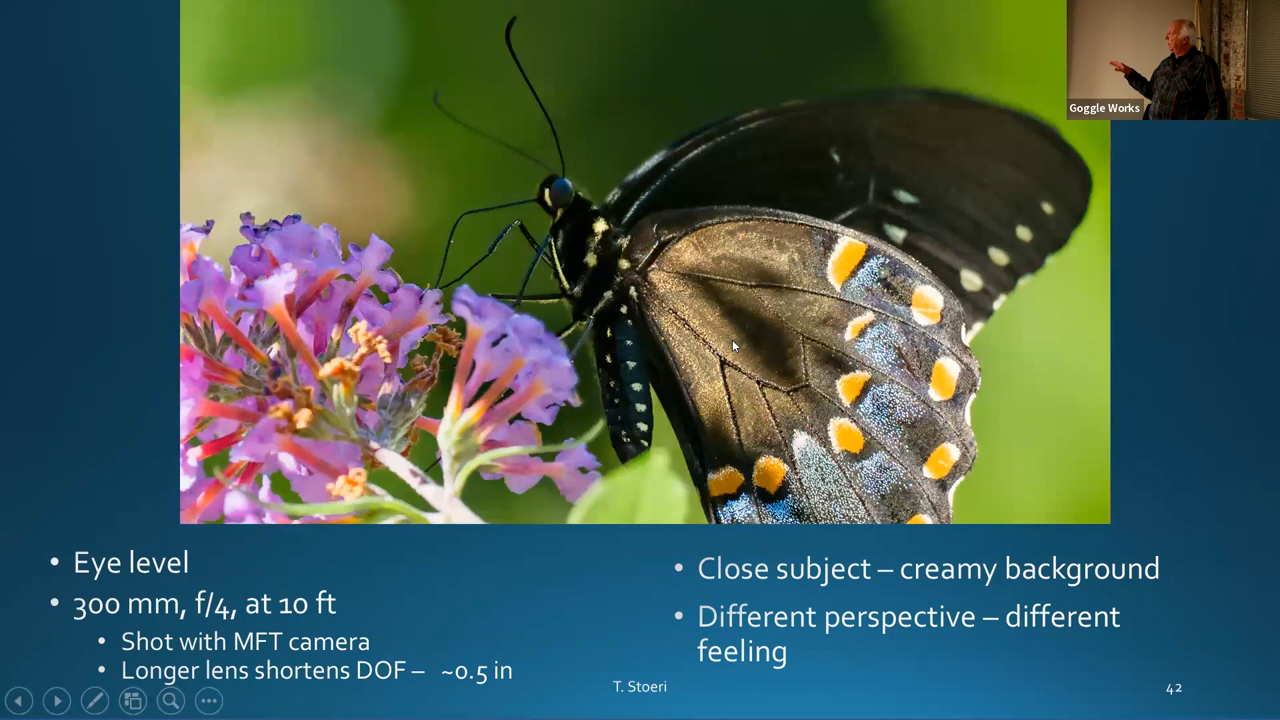 Goggle Works
• Eye level
• 300 mm, f/4, at 10 ft
• Shot with MFT camera
• Longer lens shortens DOF – ~0.5 in
• Close subject – creamy background
• Different perspective – different
feeling
T. Stoeri
42